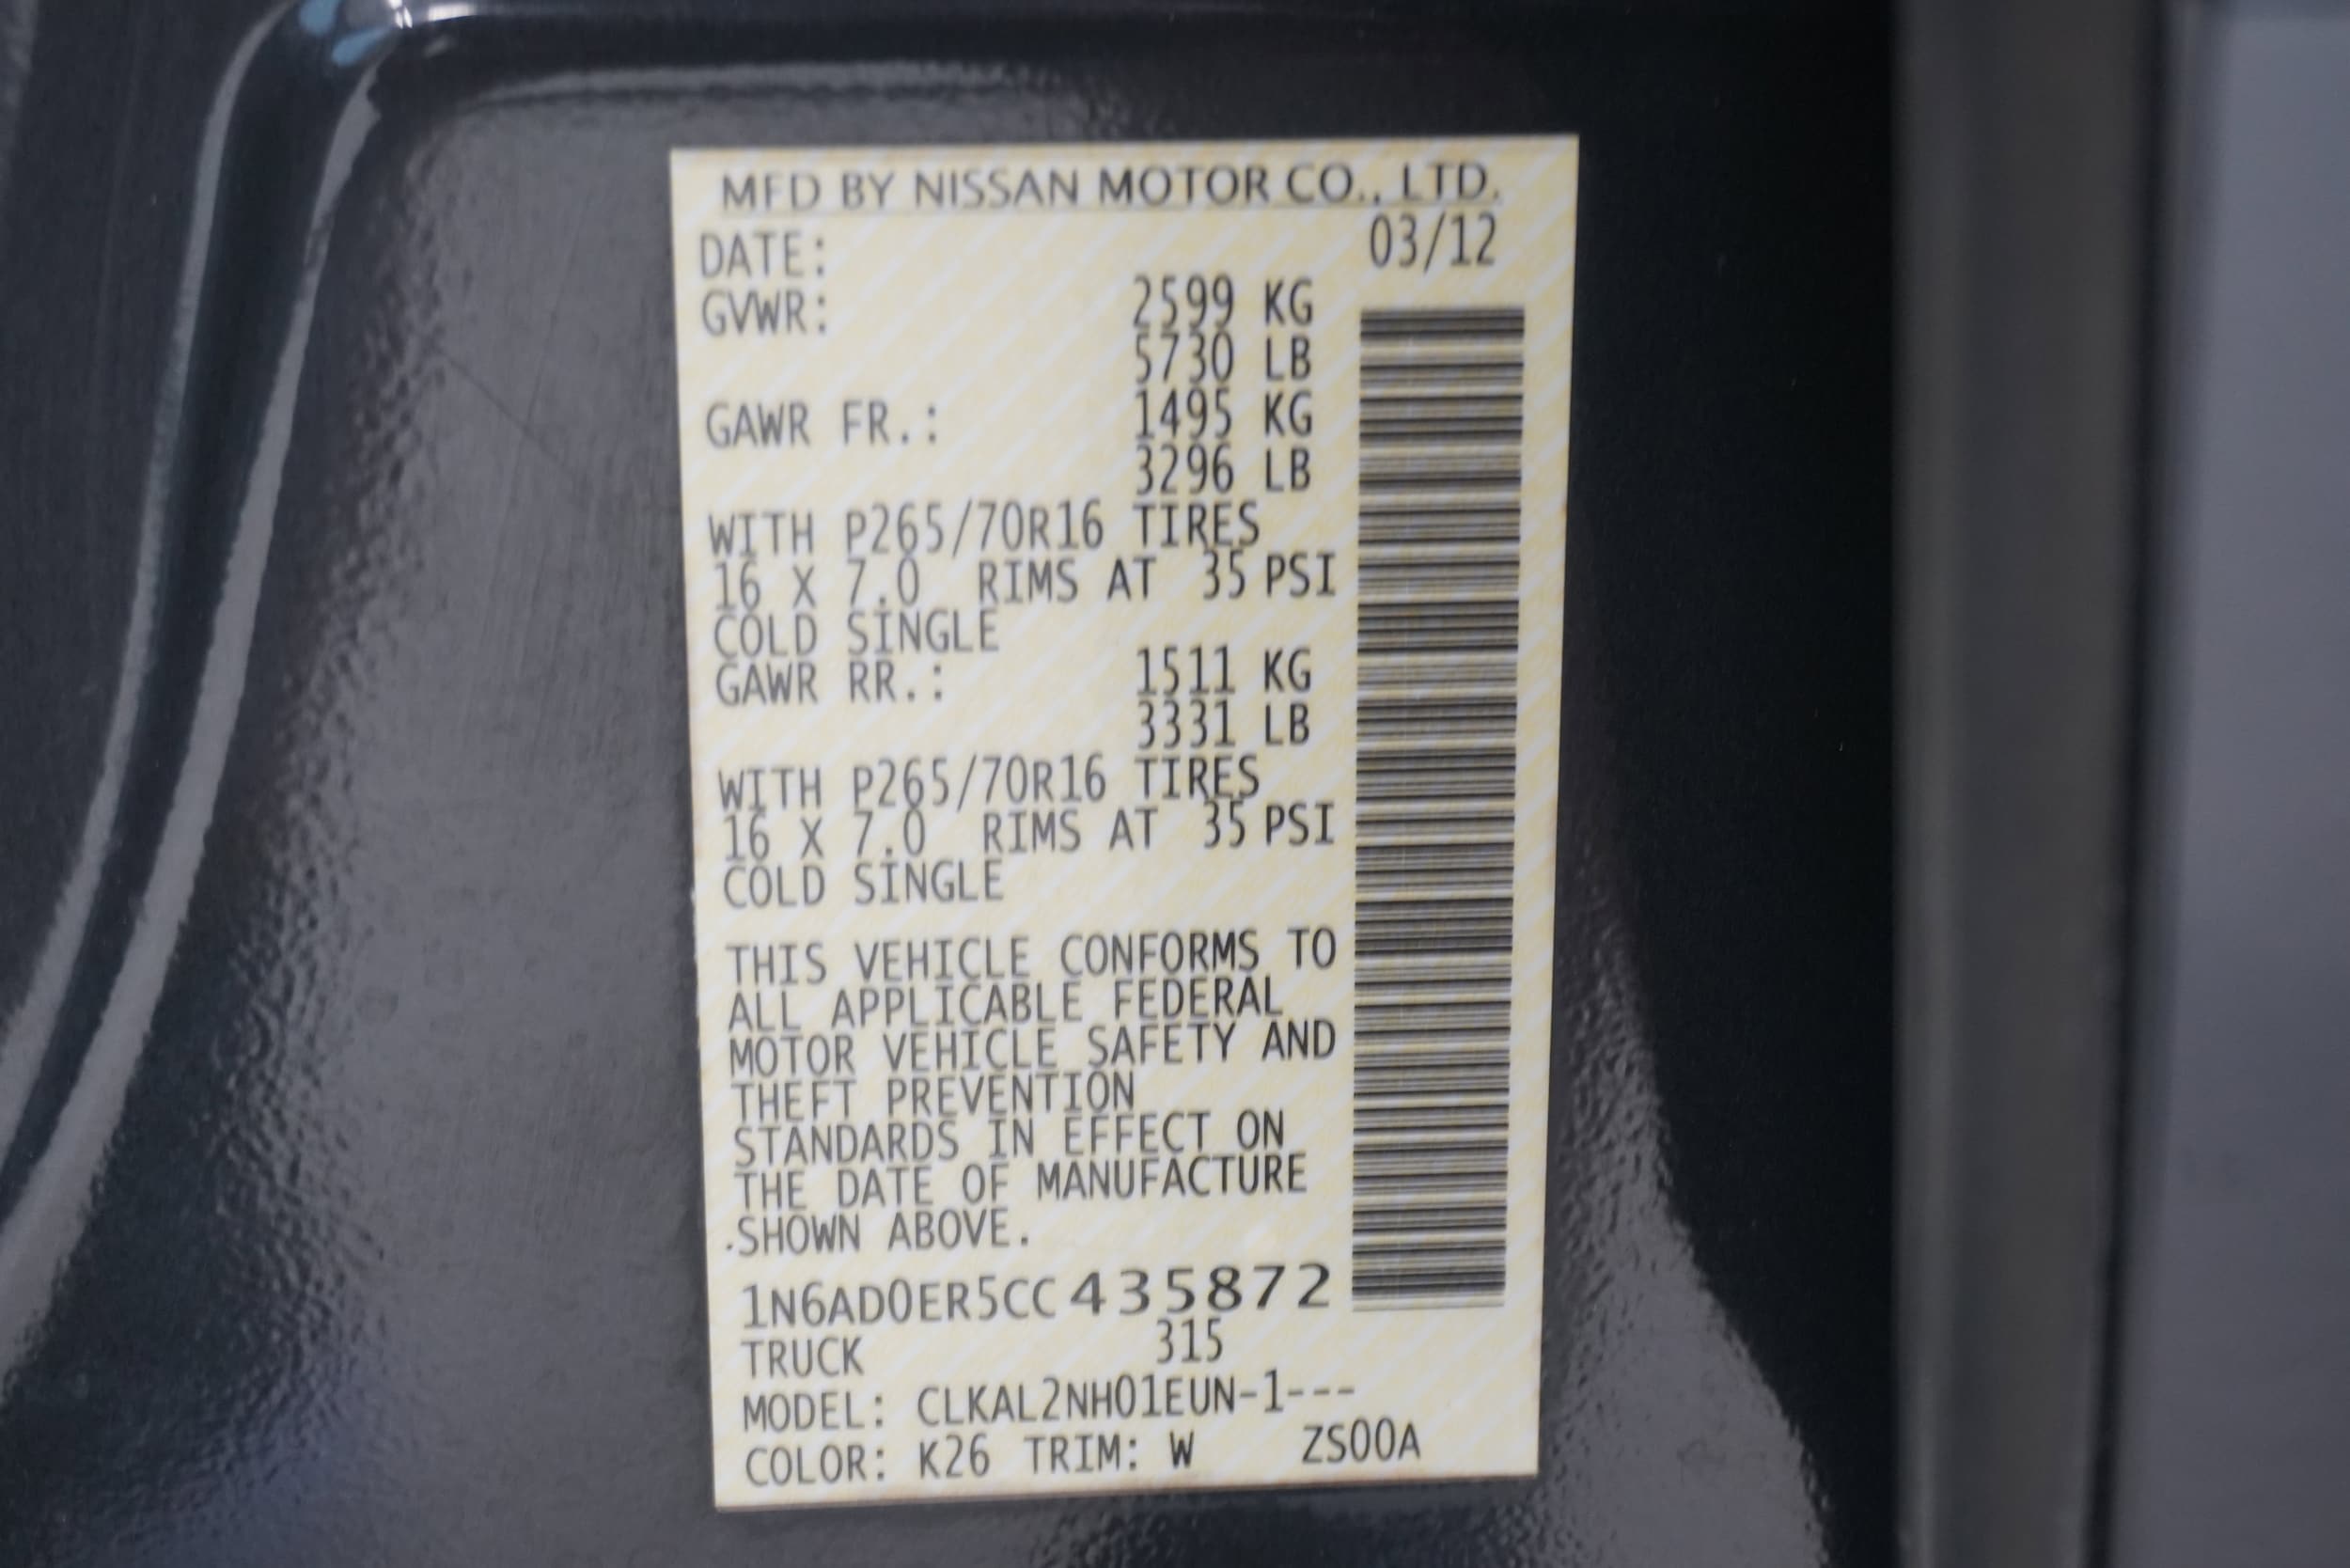 MFD BY NISSAN MOTOR CO., LTD.
DATE: 03/12
GVWR: 2599 KG
5730 LB
GAWR FR.: 1495 KG
3296 LB
WITH P265/70R16 TIRES
16 X 7.0 RIMS AT 35 PSI
COLD SINGLE
GAWR RR.: 1511 KG
3331 LB
WITH P265/70R16 TIRES
16 X 7.0 RIMS AT 35 PSI
COLD SINGLE
THIS VEHICLE CONFORMS TO
ALL APPLICABLE FEDERAL
MOTOR VEHICLE SAFETY AND
THEFT PREVENTION
STANDARDS IN EFFECT ON
THE DATE OF MANUFACTURE
SHOWN ABOVE.
1N6AD0ER5CC435872
TRUCK 315
MODEL: CLKAL2NH01EUN-1---
COLOR: K26 TRIM: W ZS00A